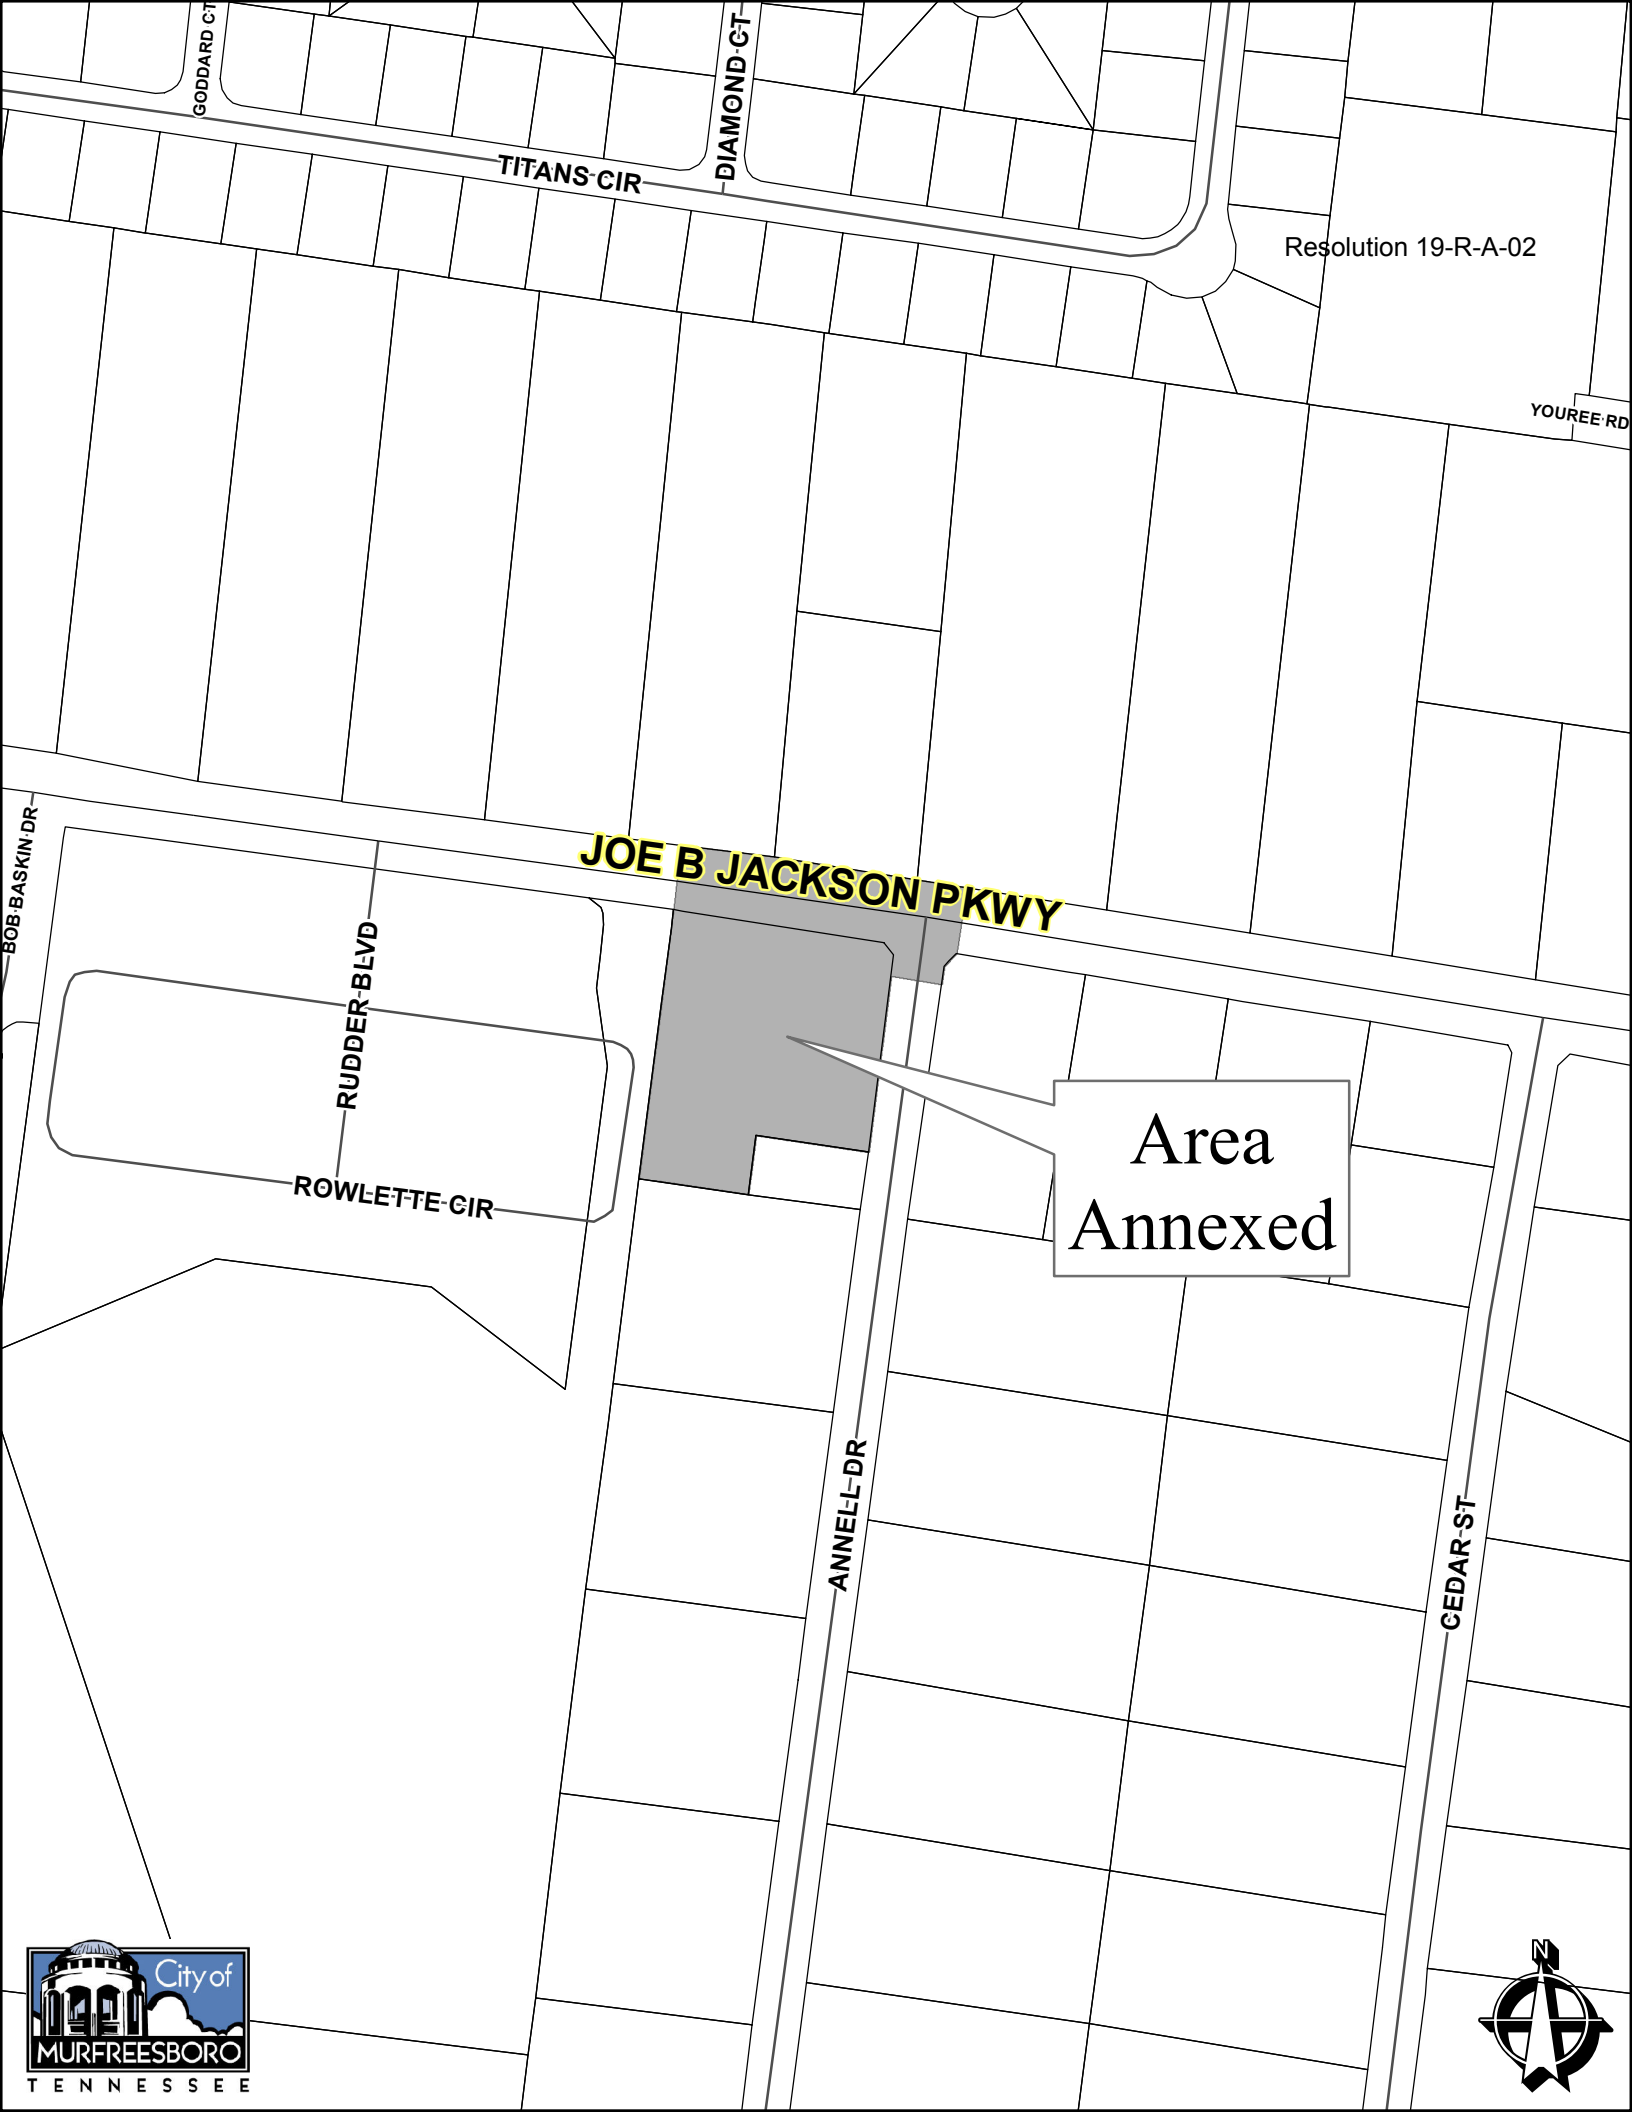 GODDARD CT
DIAMOND CT
TITANS CIR
Resolution 19-R-A-02
YOUREE RD
JOE B JACKSON PKWY
BOB BASKIN DR
RUDDER BLVD
ROWLETTE CIR
Area
Annexed
ANNELL DR
CEDAR ST
City of
MURFREESBORO
TENNESSEE
N